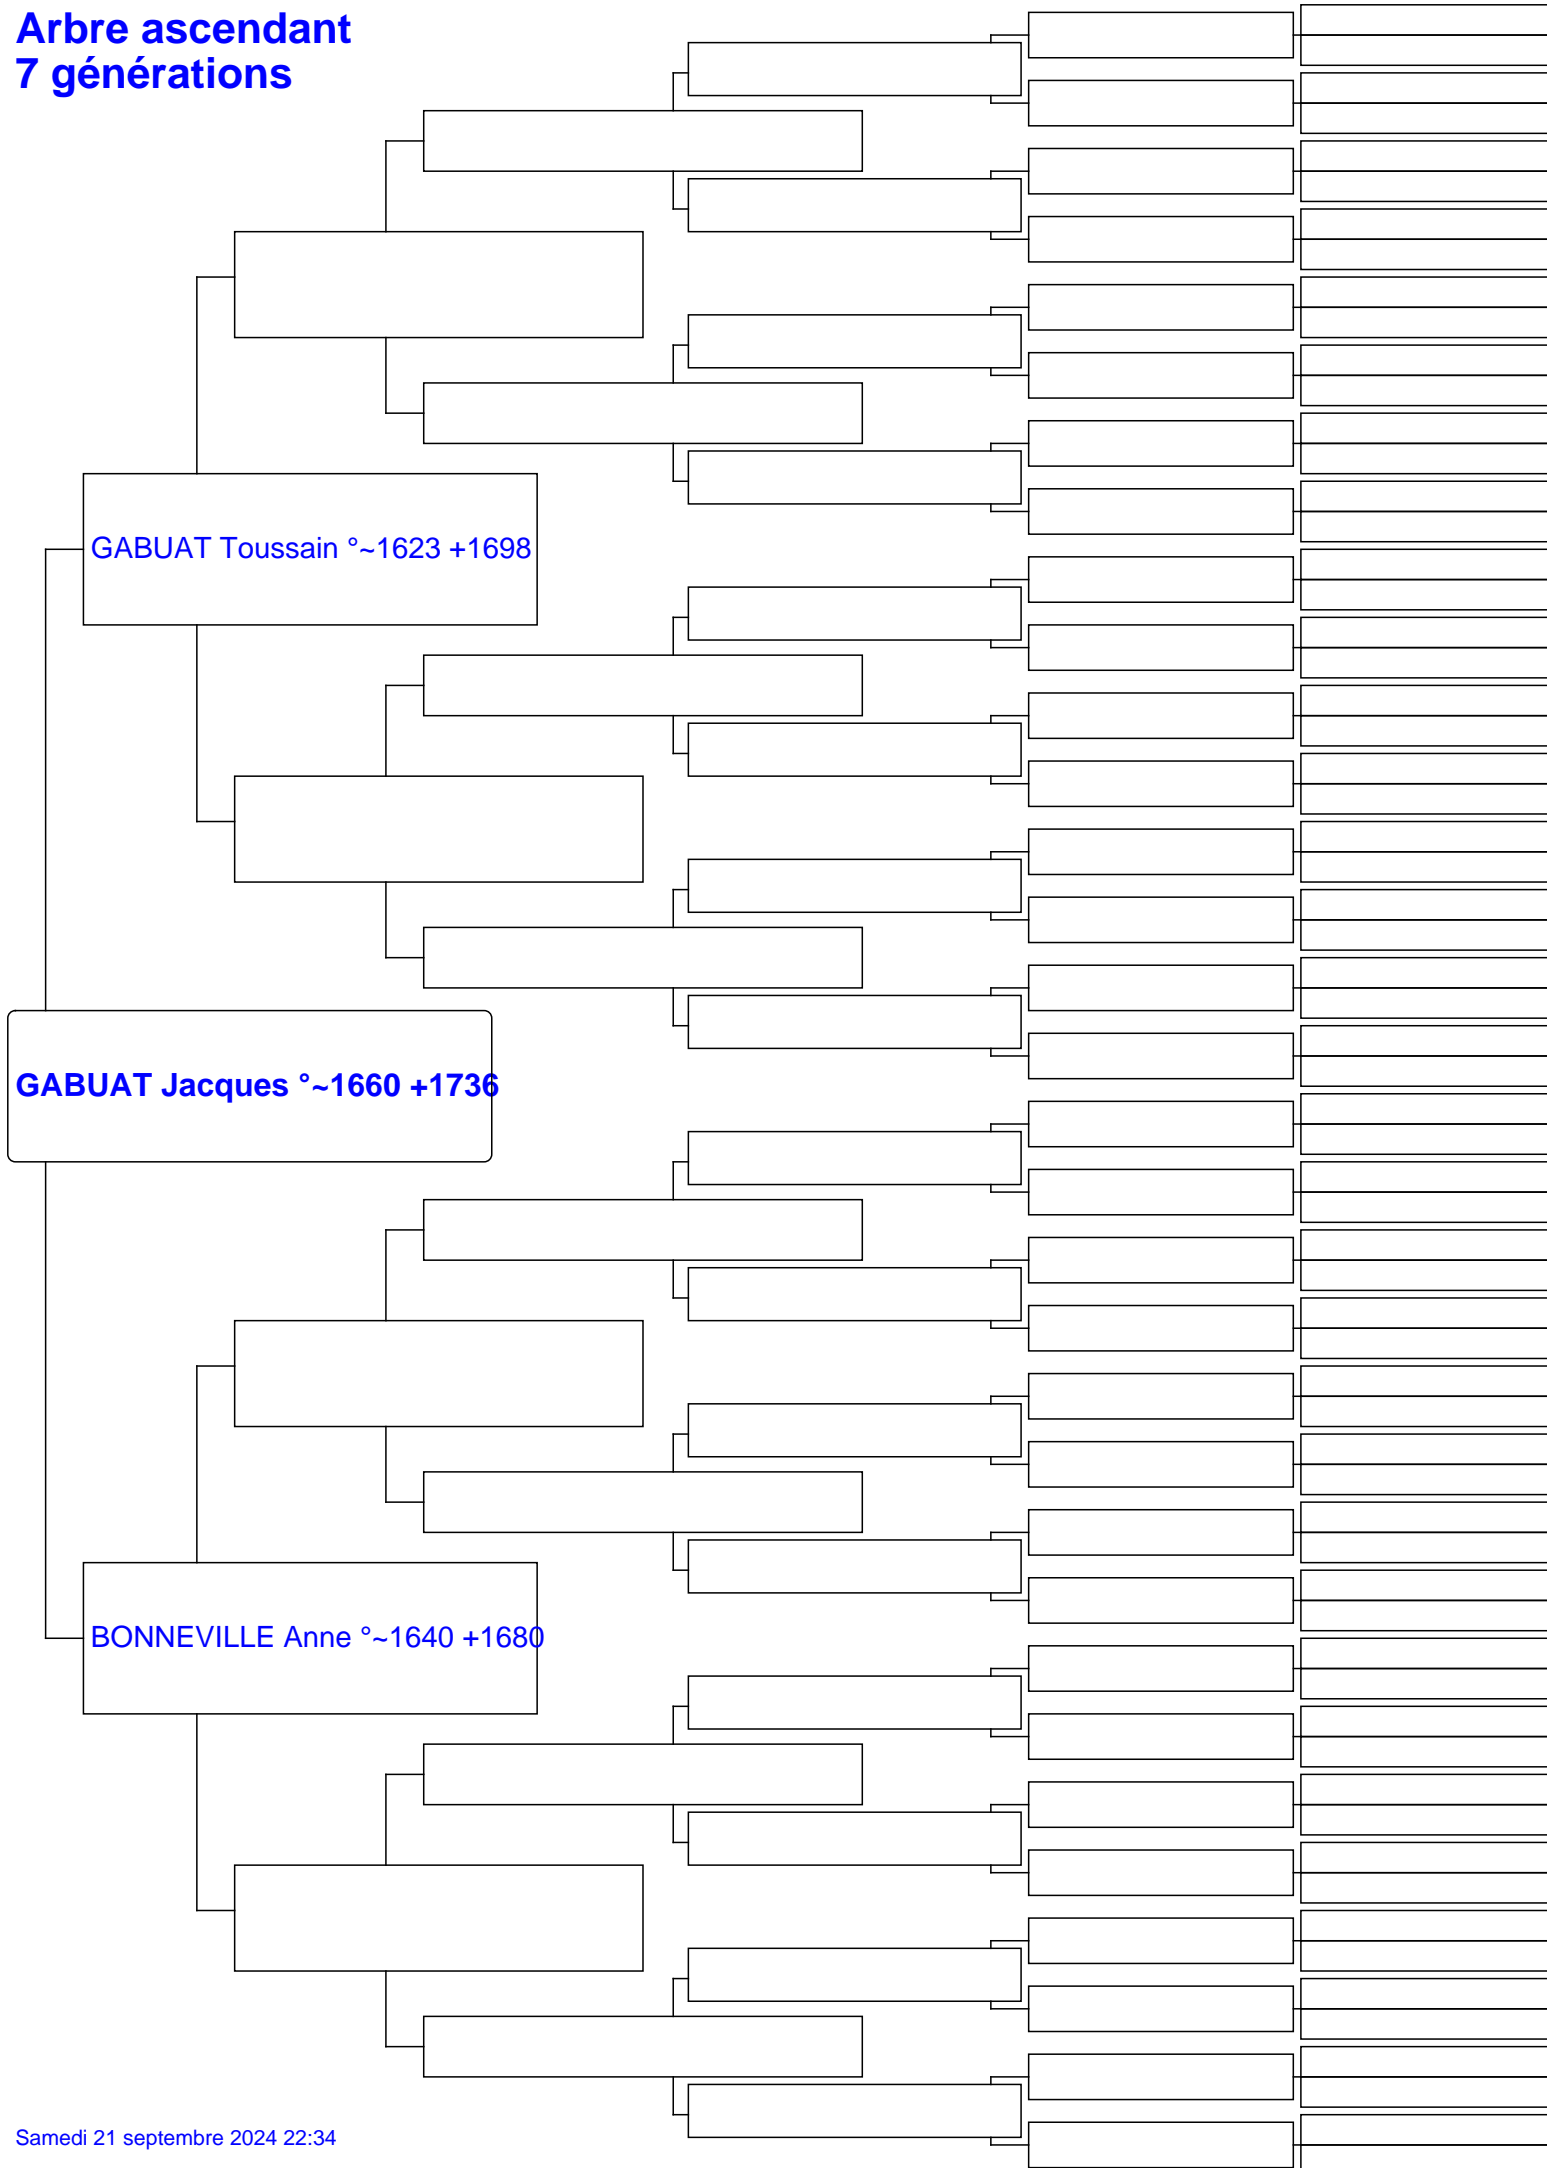 Arbre ascendant
7 générations
GABUAT Toussain °~1623 +1698
GABUAT Jacques °~1660 +1736
BONNEVILLE Anne °~1640 +1680
Samedi 21 septembre 2024 22:34